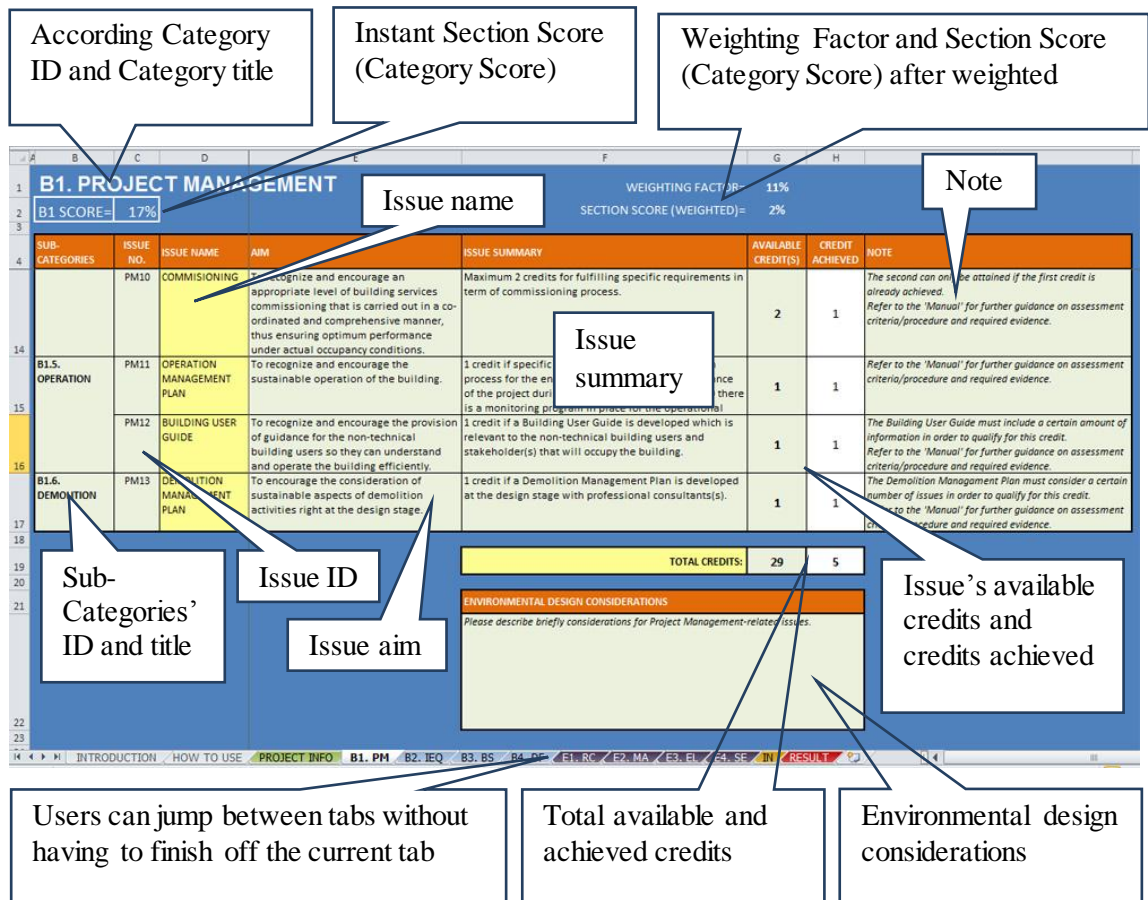 According Category
ID and Category title
Instant Section Score
(Category Score)
Weighting Factor and Section Score
(Category Score) after weighted
A B C D E F G H
1 B1. PROJECT MANAGEMENT
WEIGHTING FACTOR= 11%
Note
2 B1 SCORE= 17%
SECTION SCORE (WEIGHTED)= 2%
Issue name
3
4
SUB-
CATEGORIES
ISSUE
NO.
ISSUE NAME
AIM
ISSUE SUMMARY
AVAILABLE
CREDIT(S)
CREDIT
ACHIEVED
NOTE
14
PM10
COMMISIONING
To recognize and encourage an
appropriate level of building services
commissioning that is carried out in a co-
ordinated and comprehensive manner,
thus ensuring optimum performance
under actual occupancy conditions.
Maximum 2 credits for fulfilling specific requirements in
term of commissioning process.
2
1
The second can only be attained if the first credit is
already achieved.
Refer to the 'Manual' for further guidance on assessment
criteria/procedure and required evidence.
Issue
summary
15
B1.5.
OPERATION
PM11
OPERATION
MANAGEMENT
PLAN
To recognize and encourage the
sustainable operation of the building.
1 credit if specific
process for the en
of the project duri there
is a monitoring program in place for the operational
1
1
Refer to the 'Manual' for further guidance on assessment
criteria/procedure and required evidence.
16
PM12
BUILDING USER
GUIDE
To recognize and encourage the provision
of guidance for the non-technical
building users so they can understand
and operate the building efficiently.
1 credit if a Building User Guide is developed which is
relevant to the non-technical building users and
stakeholder(s) that will occupy the building.
1
1
The Building User Guide must include a certain amount of
information in order to qualify for this credit.
Refer to the 'Manual' for further guidance on assessment
criteria/procedure and required evidence.
17
B1.6.
DEMOLITION
PM13
DEMOLITION
MANAGEMENT
PLAN
To encourage the consideration of
sustainable aspects of demolition
activities right at the design stage.
1 credit if a Demolition Management Plan is developed
at the design stage with professional consultants(s).
1
1
The Demolition Managament Plan must consider a certain
number of issues in order to qualify for this credit.
Refer to the 'Manual' for further guidance on assessment
criteria/procedure and required evidence.
18
19
TOTAL CREDITS: 29 5
20
21
ENVIRONMENTAL DESIGN CONSIDERATIONS
Please describe briefly considerations for Project Management-related issues.
22
23
Sub-
Categories’
ID and title
Issue ID
Issue aim
Issue’s available
credits and
credits achieved
INTRODUCTION HOW TO USE PROJECT INFO B1. PM B2. IEQ B3. BS B4. E1. RC E2. MA E3. EL E4. SE IN RESULT
Users can jump between tabs without
having to finish off the current tab
Total available and
achieved credits
Environmental design
considerations